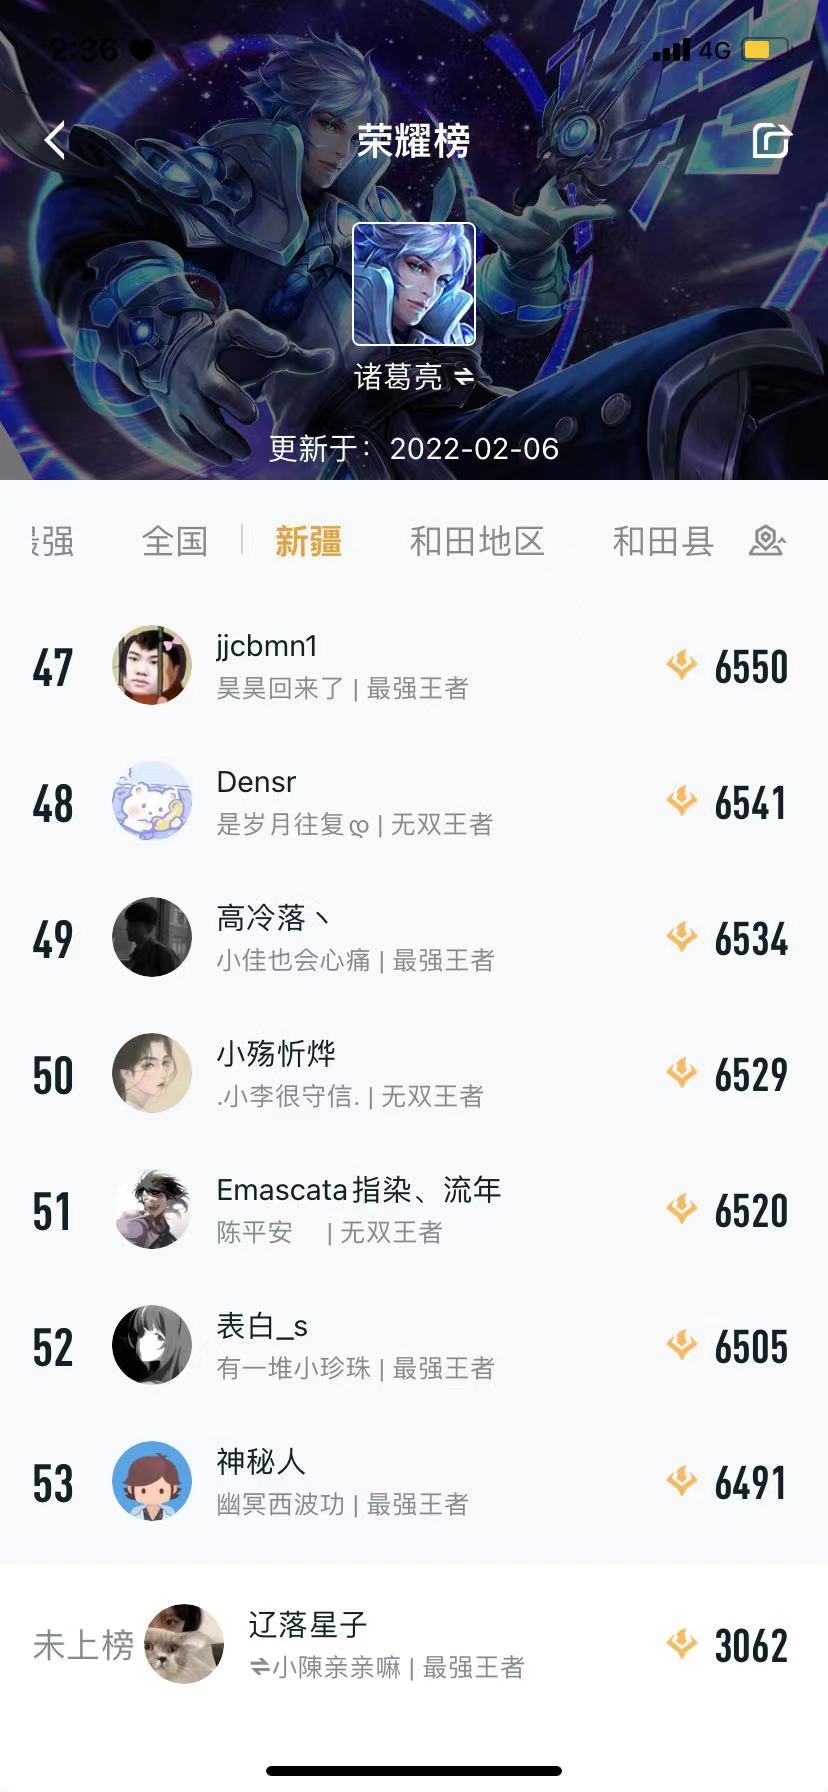 2:36
4G
荣耀榜
诸葛亮⇌
更新于：2022-02-06
最强 全国 新疆 和田地区 和田县
47 jjcbmn1 6550
昊昊回来了 | 最强王者
48 Densr 6541
是岁月往复ღ | 无双王者
49 高冷落丶 6534
小佳也会心痛 | 最强王者
50 小殇忻烨 6529
.小李很守信. | 无双王者
51 Emascata指染、流年 6520
陈平安 | 无双王者
52 表白_s 6505
有一堆小珍珠 | 最强王者
53 神秘人 6491
幽冥西波功 | 最强王者
未上榜 辽落星子 3062
⇌小陳亲亲嘛 | 最强王者